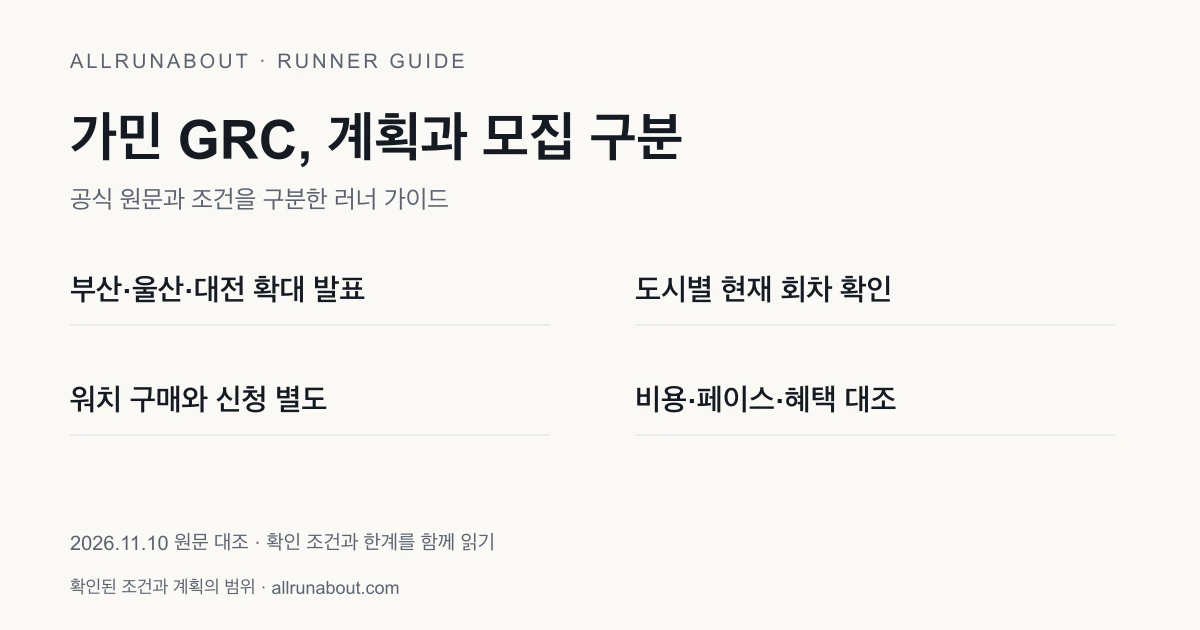 ALLRUNABOUT · RUNNER GUIDE
가민 GRC, 계획과 모집 구분
공식 원문과 조건을 구분한 러너 가이드
부산·울산·대전 확대 발표
도시별 현재 회차 확인
워치 구매와 신청 별도
비용·페이스·혜택 대조
2026.11.10 원문 대조 · 확인 조건과 한계를 함께 읽기
확인된 조건과 계획의 범위 · allrunabout.com